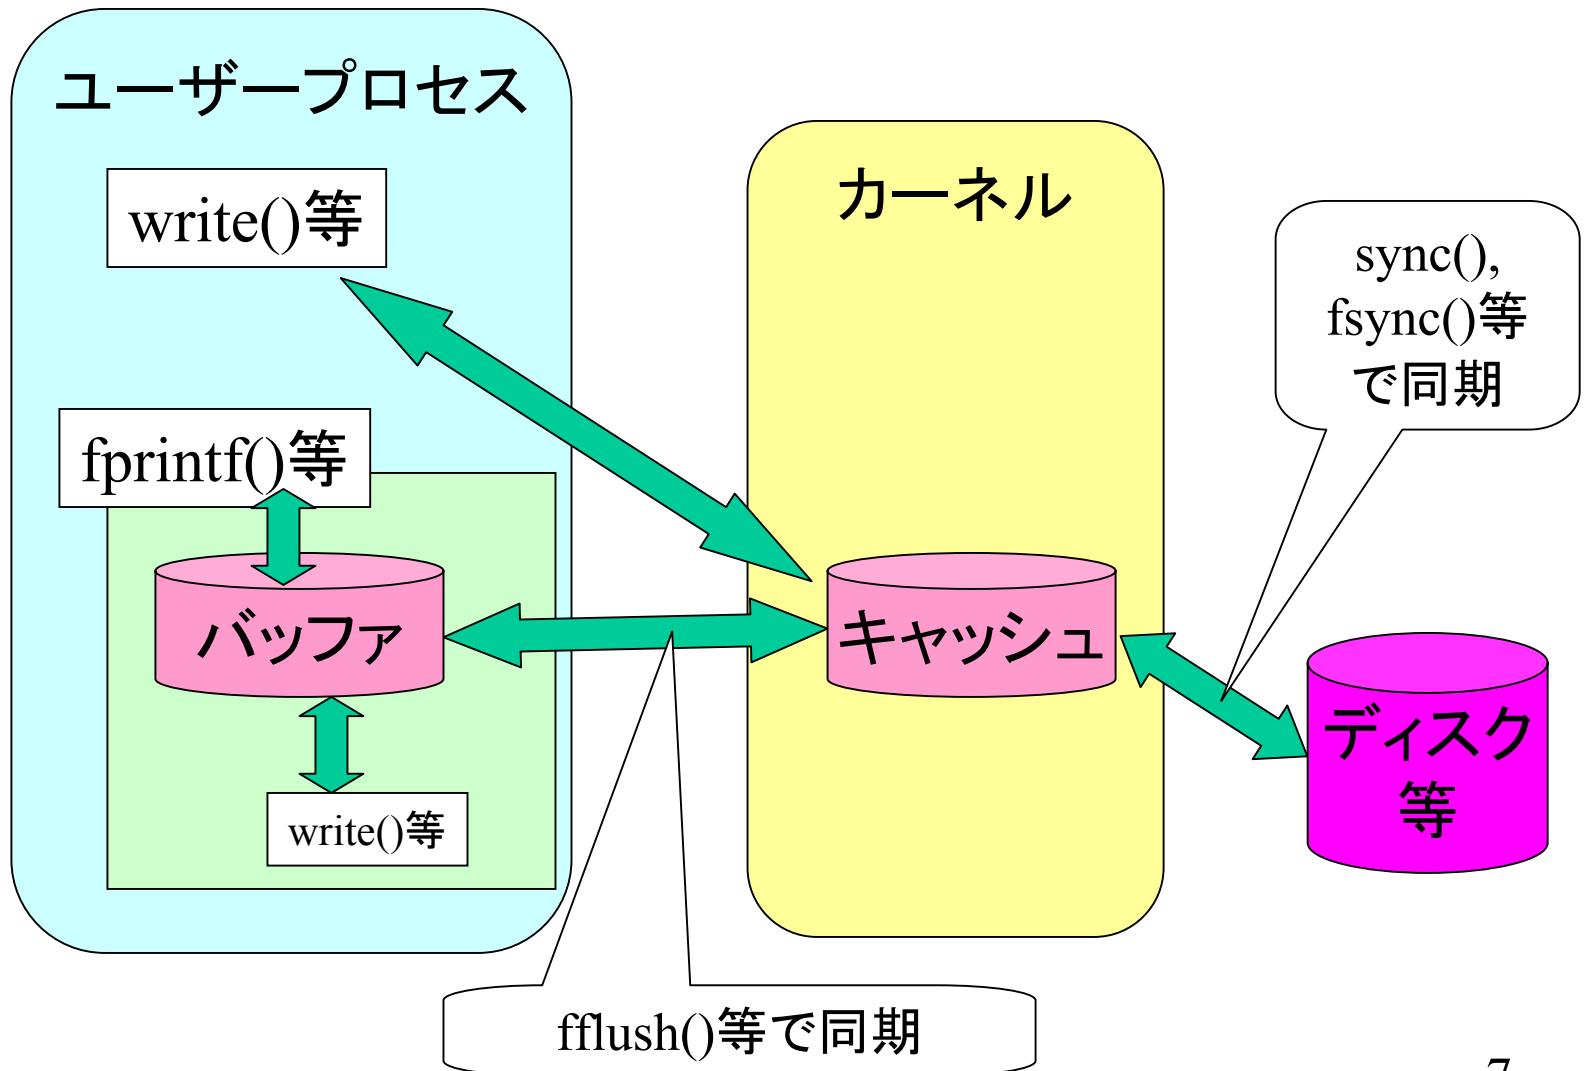 ユーザープロセス
write()等
fprintf()等
バッファ
write()等
カーネル
キャッシュ
sync(),
fsync()等
で同期
ディスク
等
fflush()等で同期
7